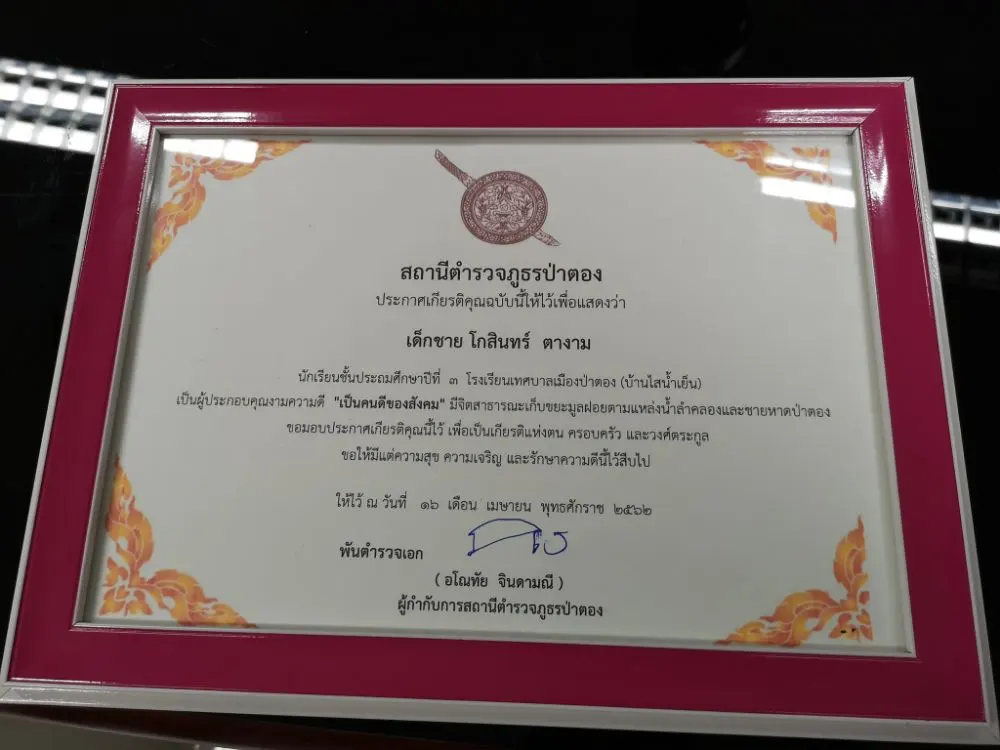 สถานีตำรวจภูธรป่าตอง
ประกาศเกียรติคุณฉบับนี้ให้ไว้เพื่อแสดงว่า
เด็กชาย โกสินทร์ ตางาม
นักเรียนชั้นประถมศึกษาปีที่ ๓ โรงเรียนเทศบาลเมืองป่าตอง (บ้านไสน้ำเย็น)
เป็นผู้ประกอบคุณงามความดี "เป็นคนดีของสังคม" มีจิตสาธารณะเก็บขยะมูลฝอยตามแหล่งน้ำลำคลองและชายหาดป่าตอง
ขอมอบประกาศเกียรติคุณนี้ไว้ เพื่อเป็นเกียรติแห่งตน ครอบครัว และวงศ์ตระกูล
ขอให้มีแต่ความสุข ความเจริญ และรักษาความดีนี้ไว้สืบไป
ให้ไว้ ณ วันที่ ๑๖ เดือน เมษายน พุทธศักราช ๒๕๖๒
พันตำรวจเอก
( อโณทัย จินดามณี )
ผู้กำกับการสถานีตำรวจภูธรป่าตอง